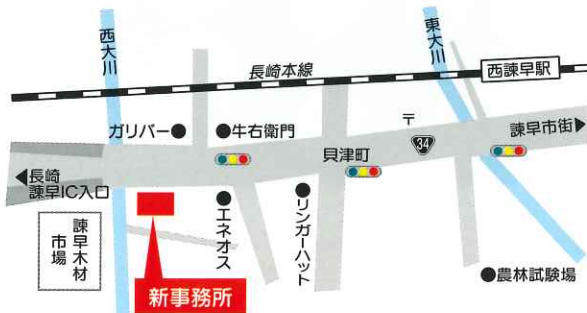 西大川
東大川
長崎本線
西諫早駅
ガリバー
牛右衛門
〒
諫早市街
貝津町
34
長崎
諫早IC入口
エネオス
リンガーハット
諫早木材
市場
農林試験場
新事務所